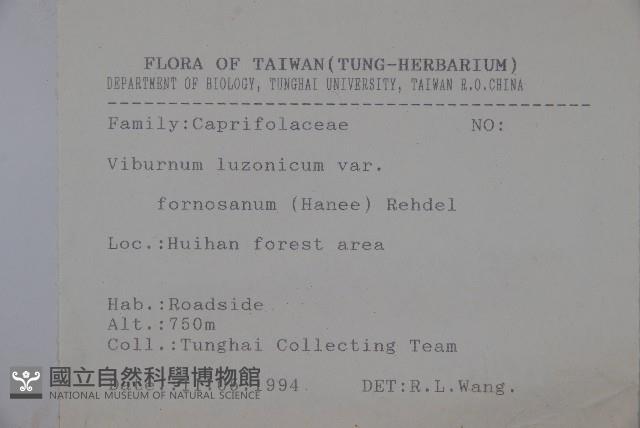 FLORA OF TAIWAN(TUNG-HERBARIUM)
DEPARTMENT OF BIOLOGY, TUNGHAI UNIVERSITY, TAIWAN R.O.CHINA
Family:Caprifolaceae NO:
Viburnum luzonicum var.
fornosanum (Hanee) Rehdel
Loc.:Huihan forest area
Hab.:Roadside
Alt.:750m
Coll.:Tunghai Collecting Team
1994 DET:R.L.Wang.
國立自然科學博物館
NATIONAL MUSEUM OF NATURAL SCIENCE